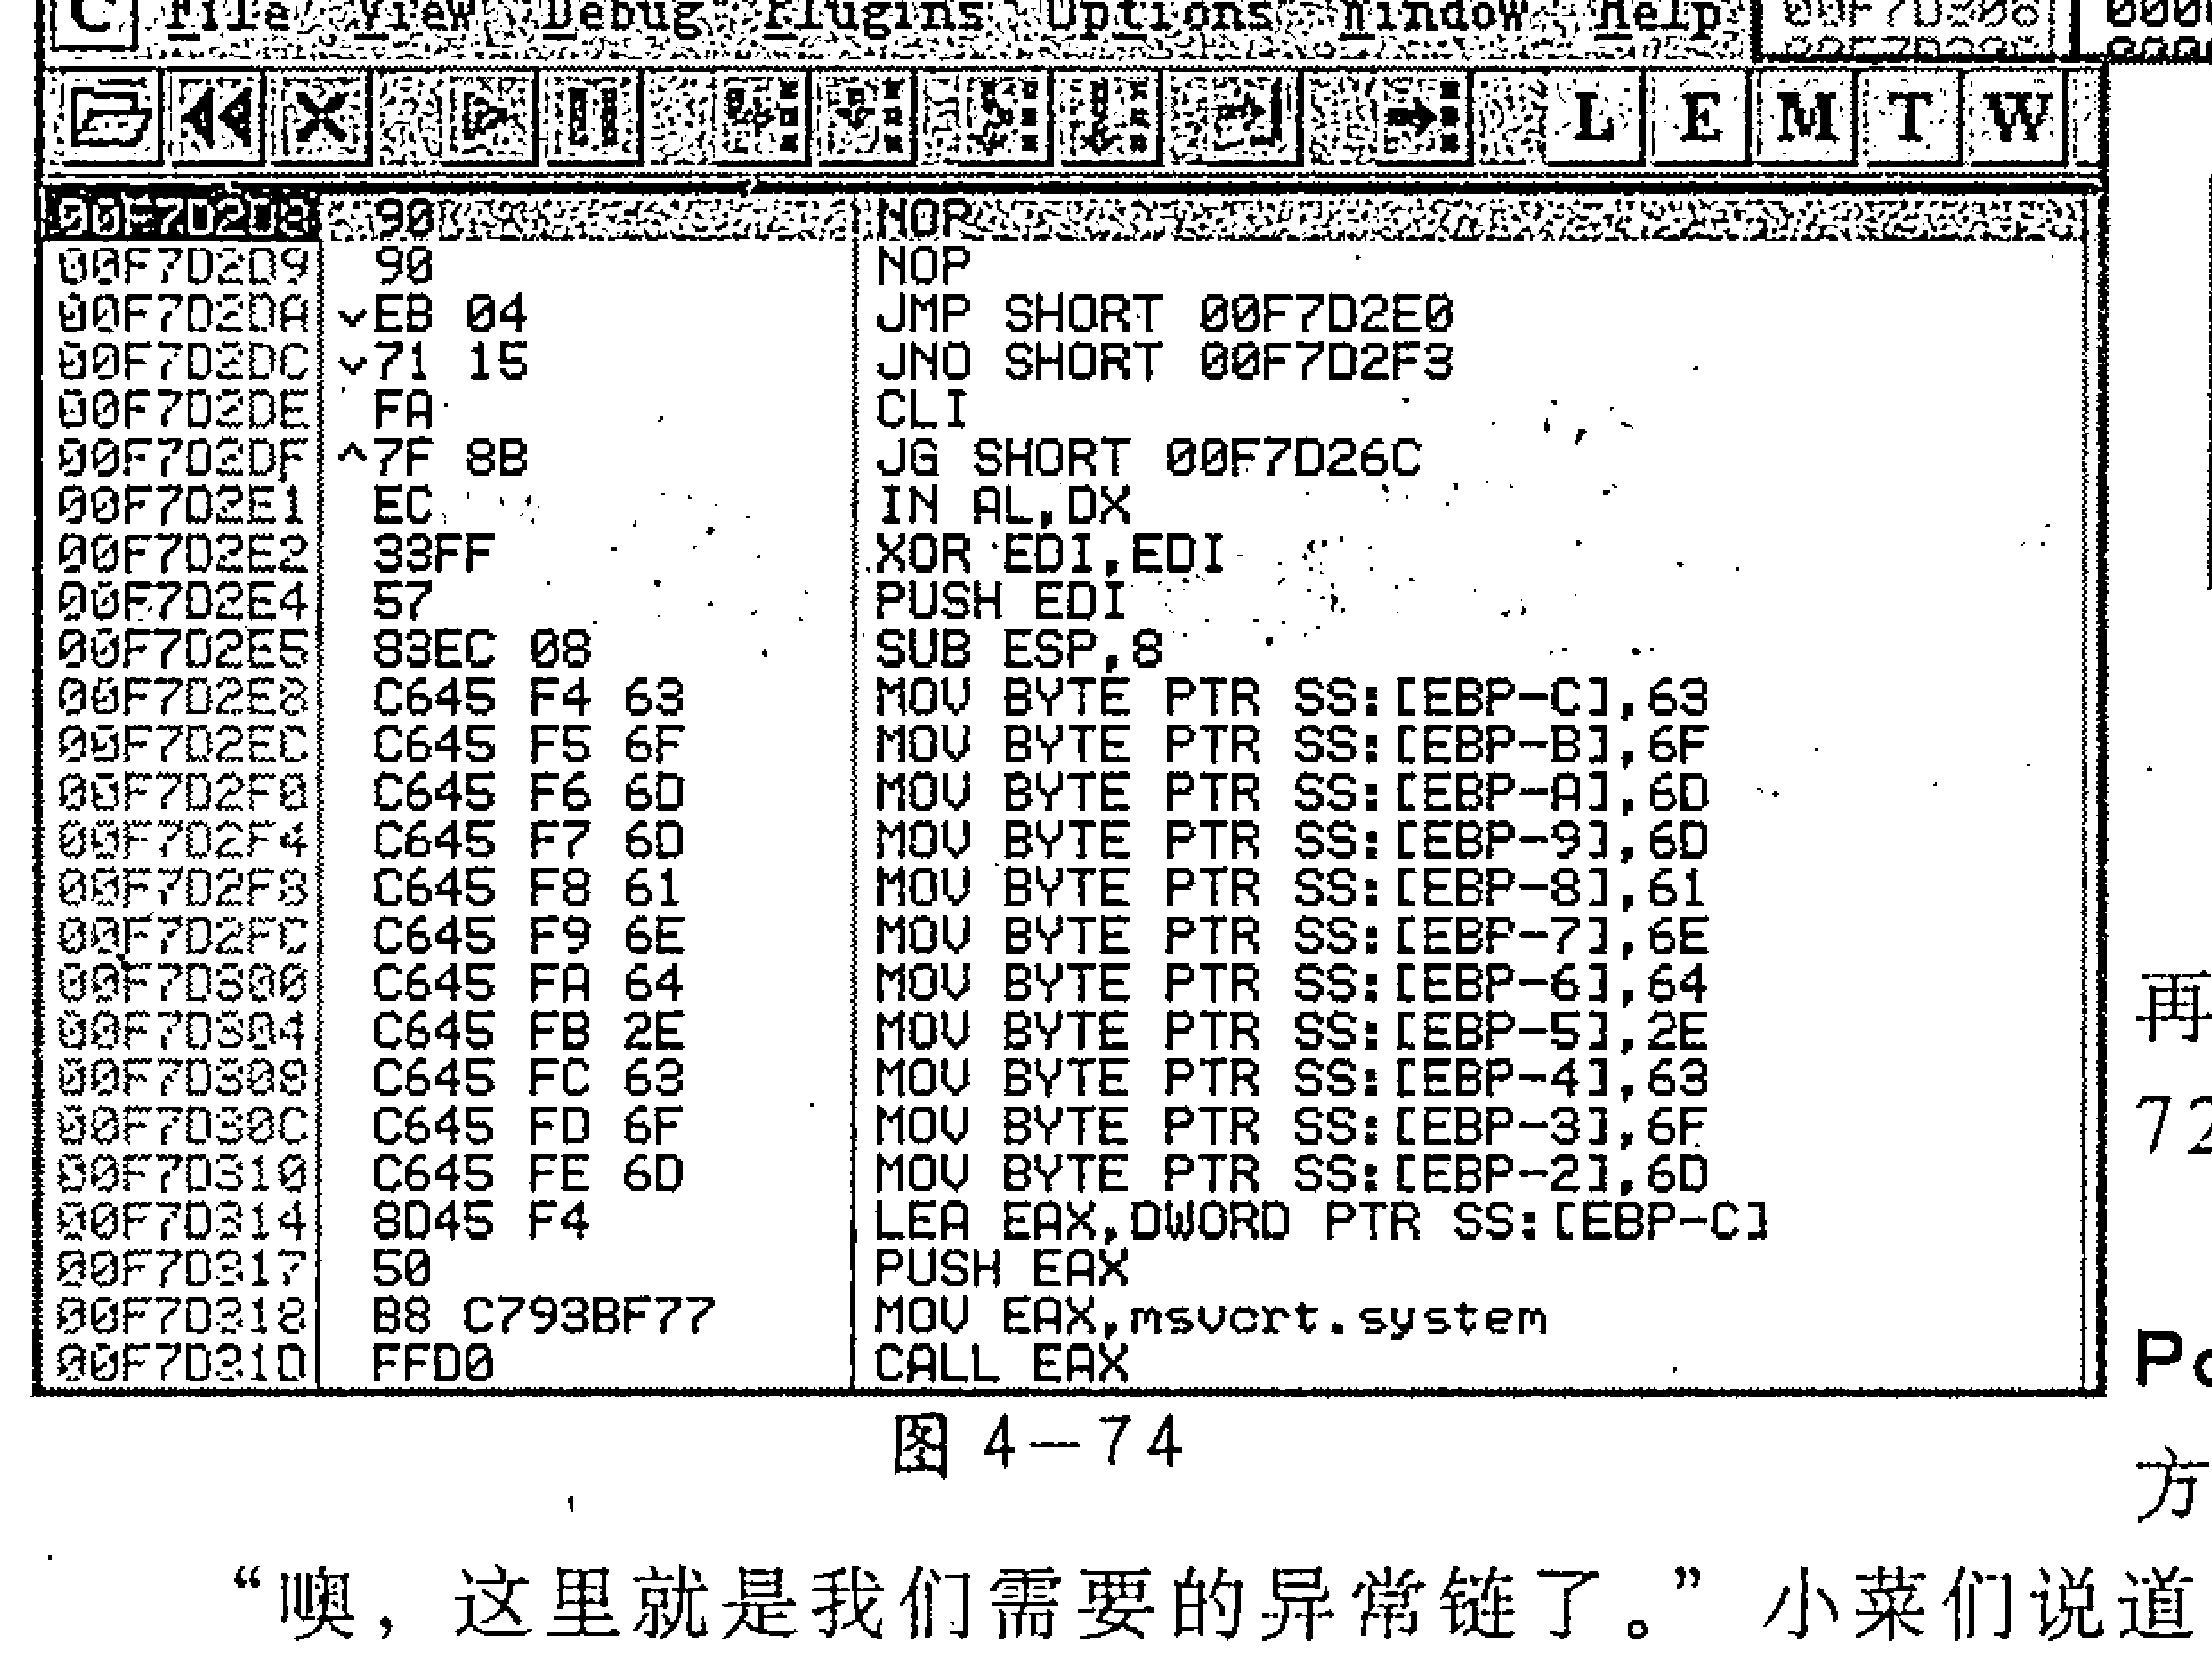 C File View Debug Plugins Options Window Help 00F7D308
L E M T W
00F7D2D8 90 NOP
00F7D2D9 90 NOP
00F7D2DA EB 04 JMP SHORT 00F7D2E0
00F7D2DC 71 15 JNO SHORT 00F7D2F3
00F7D2DE FA CLI
00F7D2DF ^7F 8B JG SHORT 00F7D26C
00F7D2E1 EC IN AL,DX
00F7D2E2 33FF XOR EDI,EDI
00F7D2E4 57 PUSH EDI
00F7D2E5 83EC 08 SUB ESP,8
00F7D2E8 C645 F4 63 MOV BYTE PTR SS:[EBP-C],63
00F7D2EC C645 F5 6F MOV BYTE PTR SS:[EBP-B],6F
00F7D2F0 C645 F6 6D MOV BYTE PTR SS:[EBP-A],6D
00F7D2F4 C645 F7 6D MOV BYTE PTR SS:[EBP-9],6D
00F7D2F8 C645 F8 61 MOV BYTE PTR SS:[EBP-8],61
00F7D2FC C645 F9 6E MOV BYTE PTR SS:[EBP-7],6E
00F7D300 C645 FA 64 MOV BYTE PTR SS:[EBP-6],64
00F7D304 C645 FB 2E MOV BYTE PTR SS:[EBP-5],2E
00F7D308 C645 FC 63 MOV BYTE PTR SS:[EBP-4],63
00F7D30C C645 FD 6F MOV BYTE PTR SS:[EBP-3],6F
00F7D310 C645 FE 6D MOV BYTE PTR SS:[EBP-2],6D
00F7D314 8D45 F4 LEA EAX,DWORD PTR SS:[EBP-C]
00F7D317 50 PUSH EAX
00F7D318 B8 C793BF77 MOV EAX,msvcrt.system
00F7D31D FFD0 CALL EAX
图 4－74
“噢，这里就是我们需要的异常链了。”小菜们说道
再
72
方